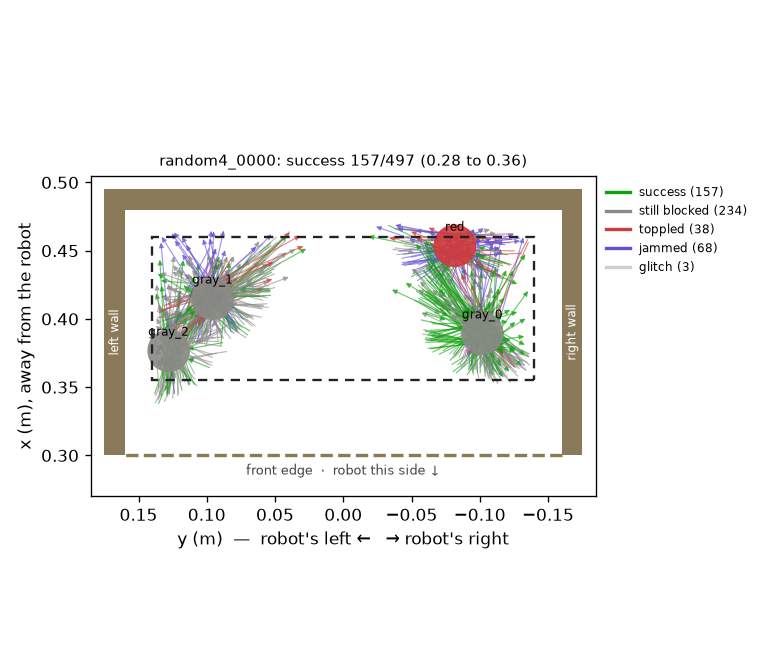 random4_0000: success 157/497 (0.28 to 0.36)
success (157)
still blocked (234)
toppled (38)
jammed (68)
glitch (3)
0.50
0.45
0.40
0.35
0.30
x (m), away from the robot
left wall
right wall
red
gray_1
gray_0
gray_2
front edge · robot this side ↓
0.15
0.10
0.05
0.00
−0.05
−0.10
−0.15
y (m) — robot's left ← → robot's right